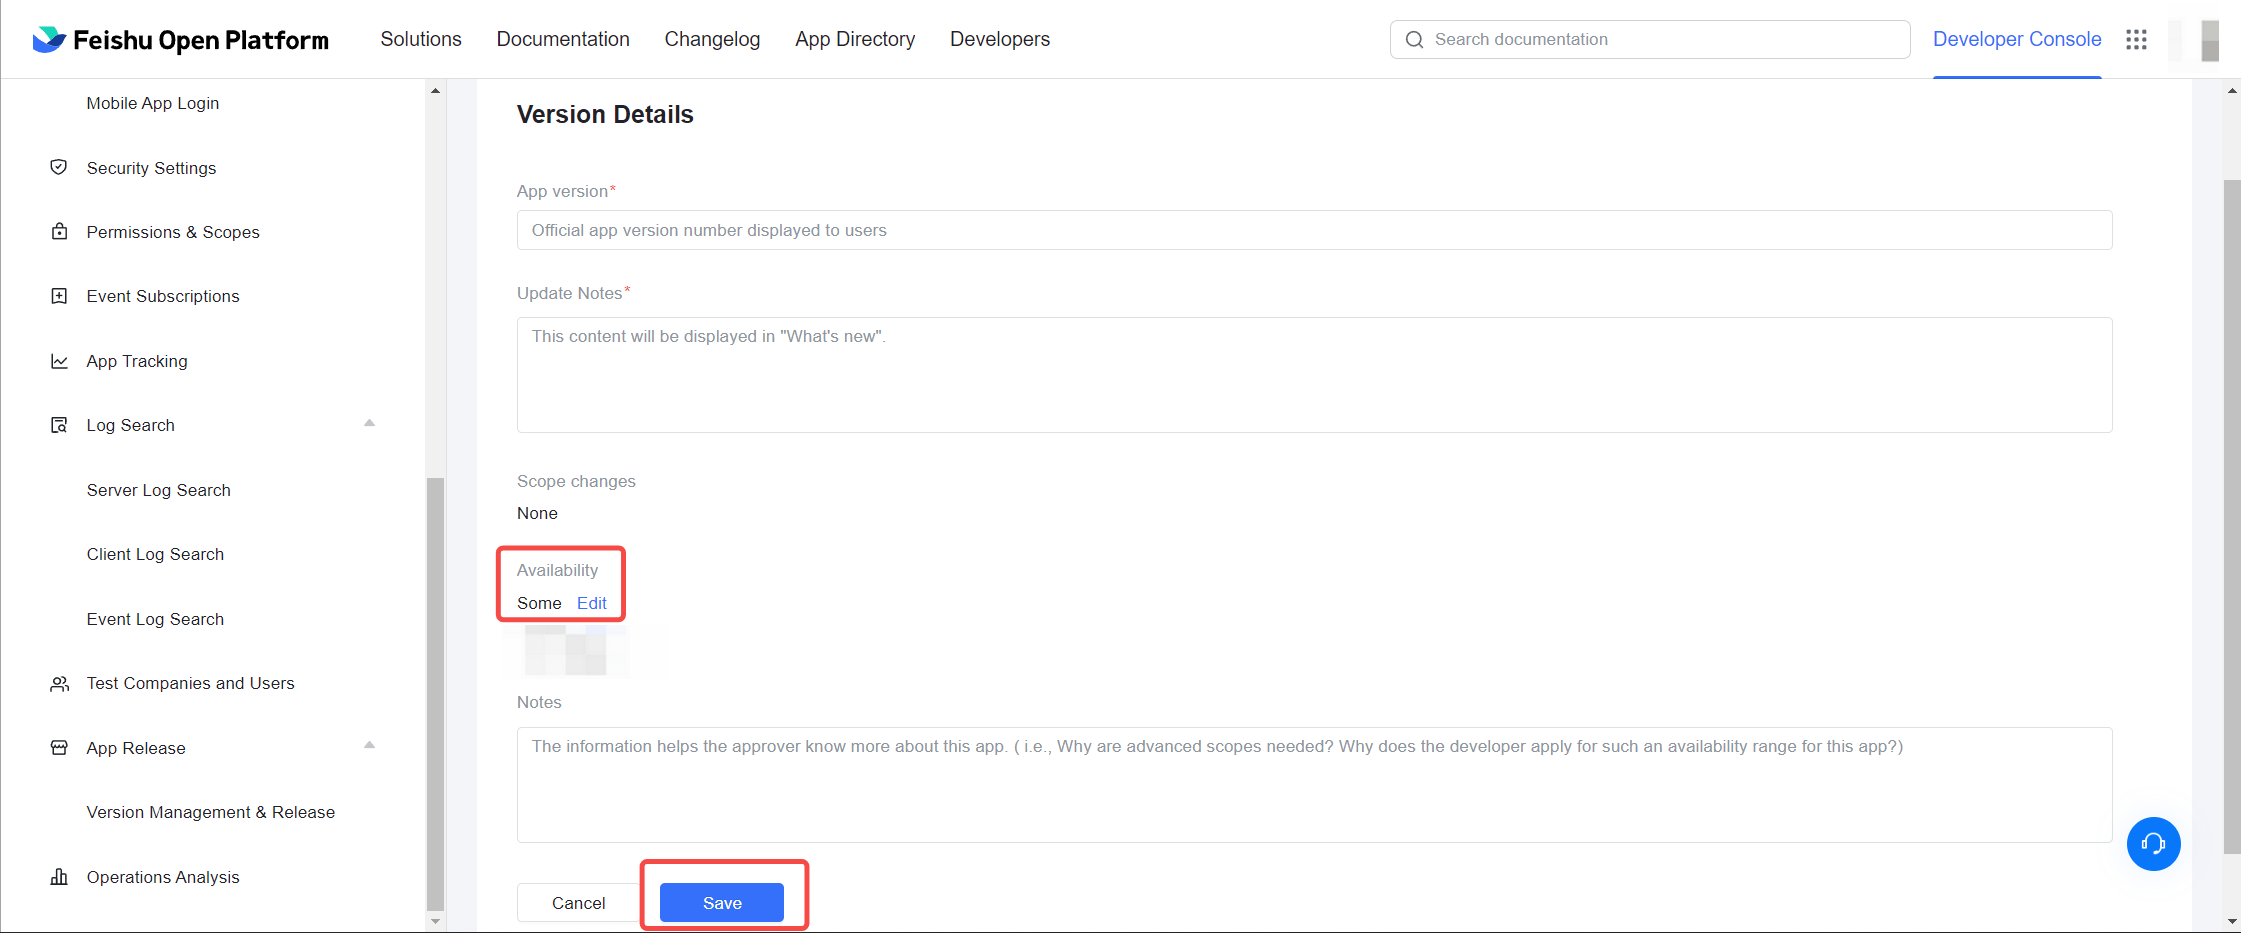 Feishu Open Platform
Solutions
Documentation
Changelog
App Directory
Developers
Search documentation
Developer Console
Mobile App Login
Security Settings
Permissions & Scopes
Event Subscriptions
App Tracking
Log Search
Server Log Search
Client Log Search
Event Log Search
Test Companies and Users
App Release
Version Management & Release
Operations Analysis
Version Details
App version*
Official app version number displayed to users
Update Notes*
This content will be displayed in "What's new".
Scope changes
None
Availability
Some Edit
Notes
The information helps the approver know more about this app. ( i.e., Why are advanced scopes needed? Why does the developer apply for such an availability range for this app?)
Cancel
Save